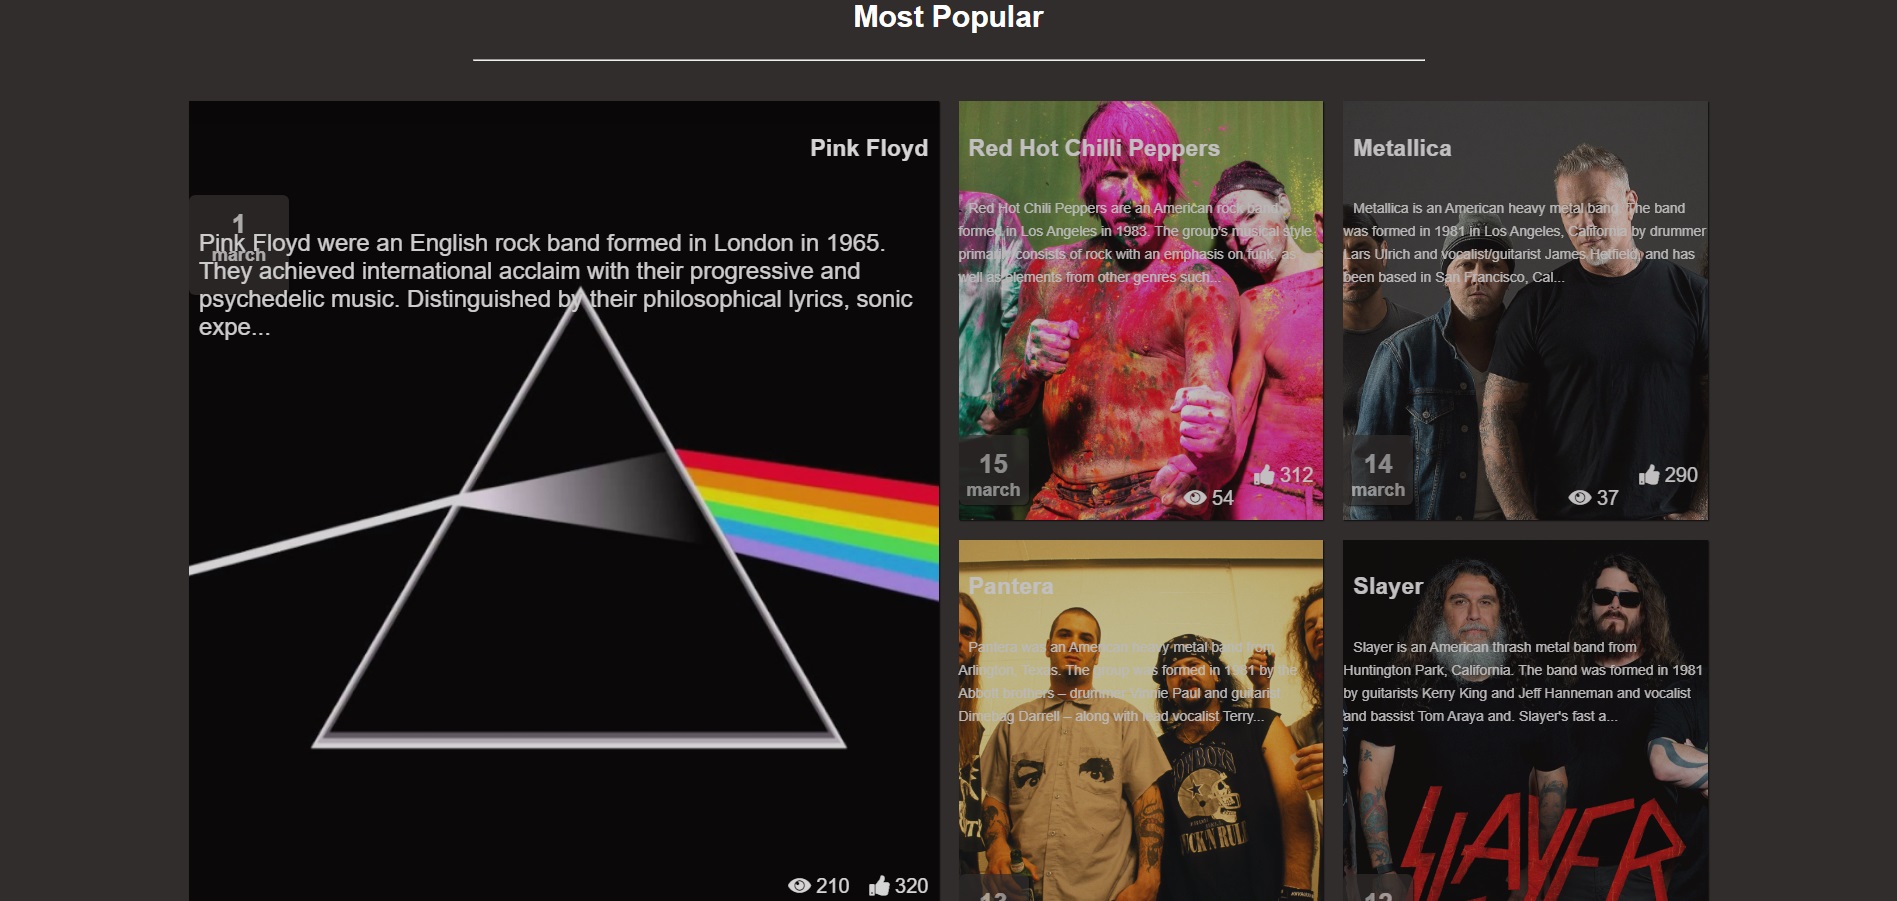 Most Popular
Pink Floyd
1
march
Pink Floyd were an English rock band formed in London in 1965.
They achieved international acclaim with their progressive and
psychedelic music. Distinguished by their philosophical lyrics, sonic
expe...
210 320
Red Hot Chilli Peppers
Red Hot Chili Peppers are an American rock band
formed in Los Angeles in 1983. The group's musical style
primarily consists of rock with an emphasis on funk, as
well as elements from other genres such...
15
march
312
54
Metallica
Metallica is an American heavy metal band. The band
was formed in 1981 in Los Angeles, California by drummer
Lars Ulrich and vocalist/guitarist James Hetfield, and has
been based in San Francisco, Cal...
14
march
290
37
Pantera
Pantera was an American heavy metal band from
Arlington, Texas. The group was formed in 1981 by the
Abbott brothers – drummer Vinnie Paul and guitarist
Dimebag Darrell – along with lead vocalist Terry...
COWBOYS
13
Slayer
Slayer is an American thrash metal band from
Huntington Park, California. The band was formed in 1981
by guitarists Kerry King and Jeff Hanneman and vocalist
and bassist Tom Araya and. Slayer's fast a...
SLAYER
12